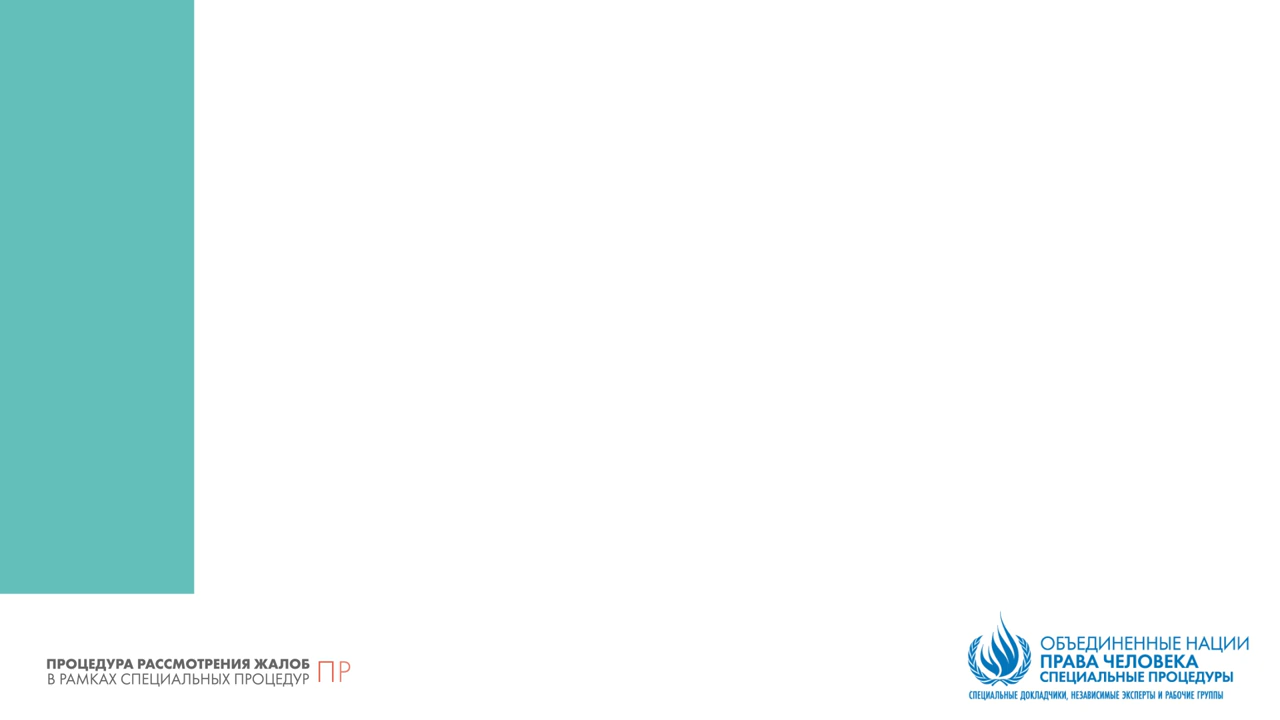 ПРОЦЕДУРА РАССМОТРЕНИЯ ЖАЛОБ
В РАМКАХ СПЕЦИАЛЬНЫХ ПРОЦЕДУР
ПР
ОБЪЕДИНЕННЫЕ НАЦИИ
ПРАВА ЧЕЛОВЕКА
СПЕЦИАЛЬНЫЕ ПРОЦЕДУРЫ
СПЕЦИАЛЬНЫЕ ДОКЛАДЧИКИ, НЕЗАВИСИМЫЕ ЭКСПЕРТЫ И РАБОЧИЕ ГРУППЫ